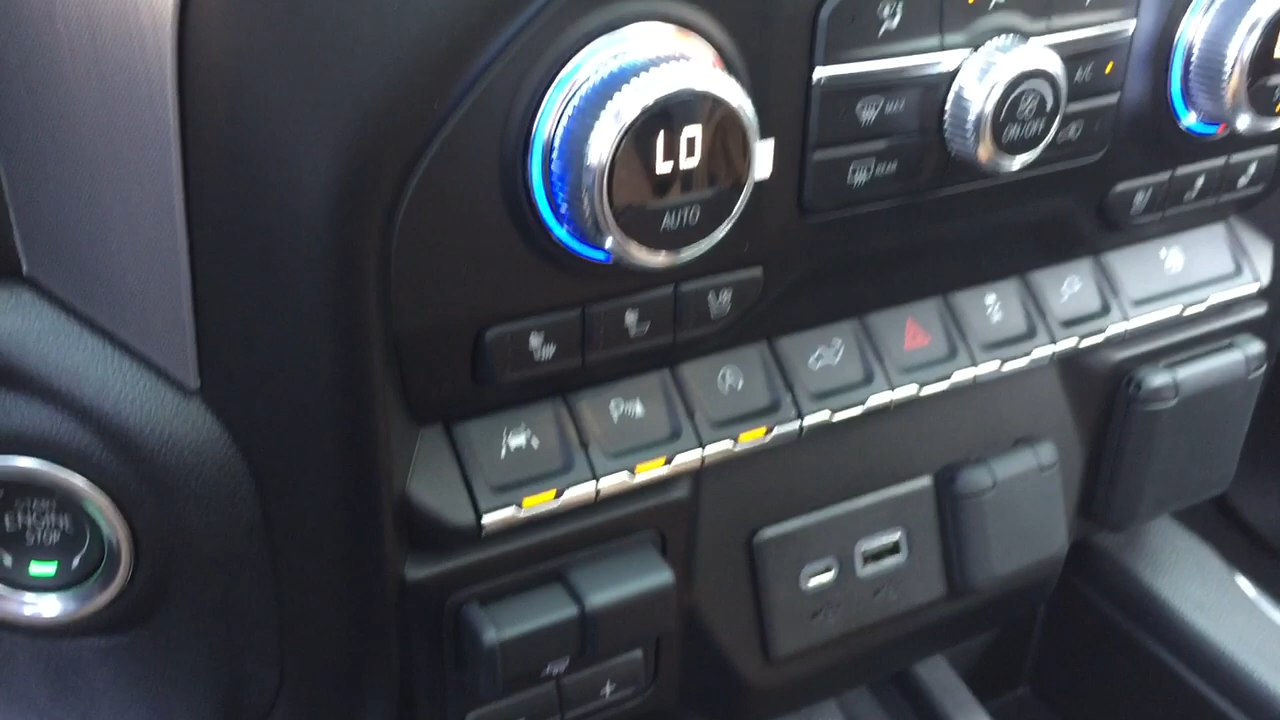 LO
AUTO
MAX
REAR
A/C
ON/OFF
START
ENGINE
STOP
+